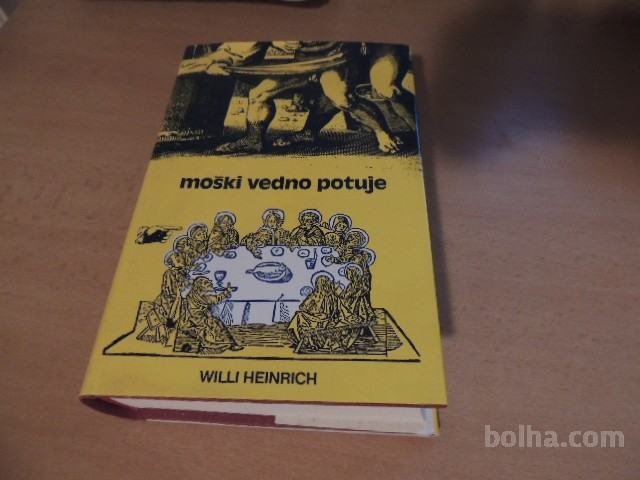 moški vedno potuje
WILLI HEINRICH
bolha.com